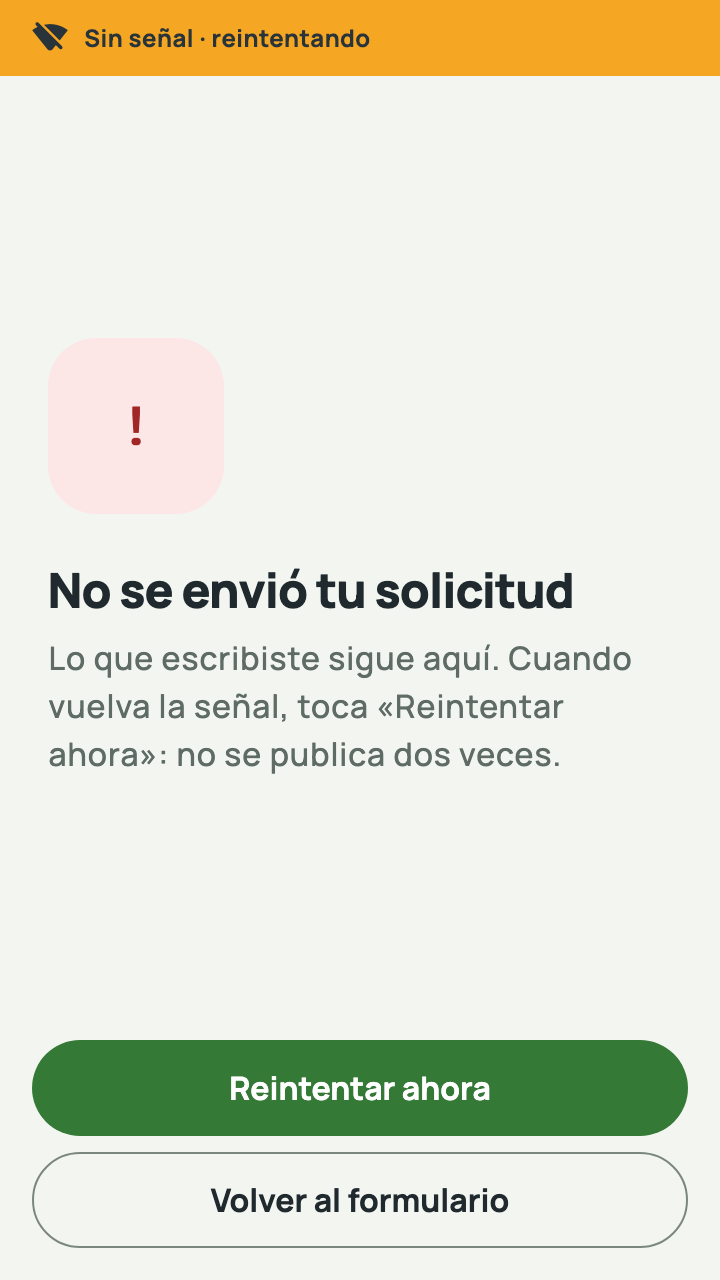 Sin señal · reintentando
!
No se envió tu solicitud
Lo que escribiste sigue aquí. Cuando
vuelva la señal, toca «Reintentar
ahora»: no se publica dos veces.
Reintentar ahora
Volver al formulario